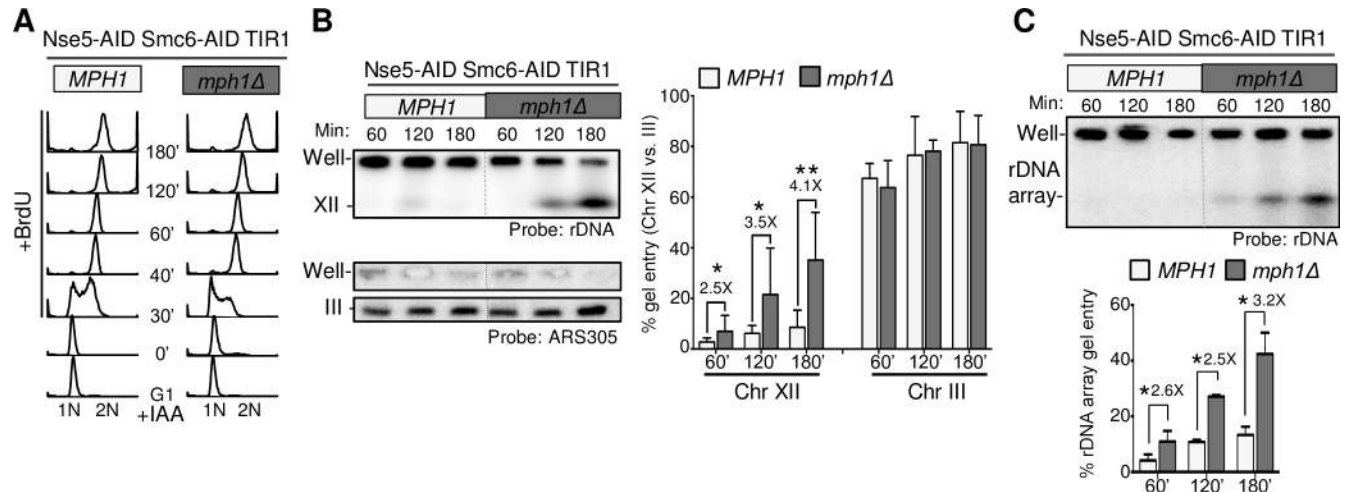 A
Nse5-AID Smc6-AID TIR1
MPH1
mph1Δ
+BrdU
180'
120'
60'
40'
30'
0'
G1
1N 2N +IAA 1N 2N
B
Nse5-AID Smc6-AID TIR1
MPH1 mph1Δ
Min: 60 120 180 60 120 180
Well-
XII -
Probe: rDNA
Well-
III -
Probe: ARS305
MPH1 mph1Δ
% gel entry (Chr XII vs. III)
100
80
60
40
20
0
*
2.5X
*
3.5X
**
4.1X
60' 120' 180' 60' 120' 180'
Chr XII Chr III
C
Nse5-AID Smc6-AID TIR1
MPH1 mph1Δ
60 120 180 60 120 180
Well-
rDNA
array-
Probe: rDNA
MPH1 mph1Δ
% rDNA array gel entry
60
40
20
0
*2.6X
*2.5X
* 3.2X
60' 120' 180'